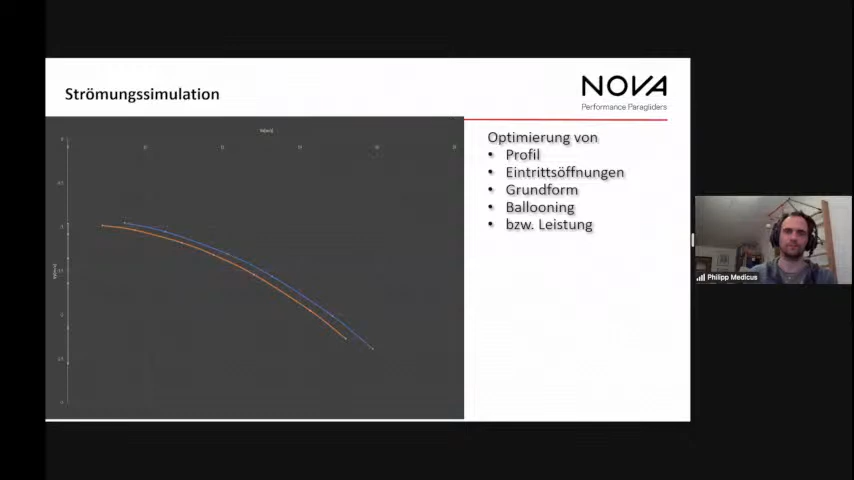 Strömungssimulation
NOVA
Performance Paragliders
Optimierung von
• Profil
• Eintrittsöffnungen
• Grundform
• Ballooning
• bzw. Leistung
Philipp Medicus